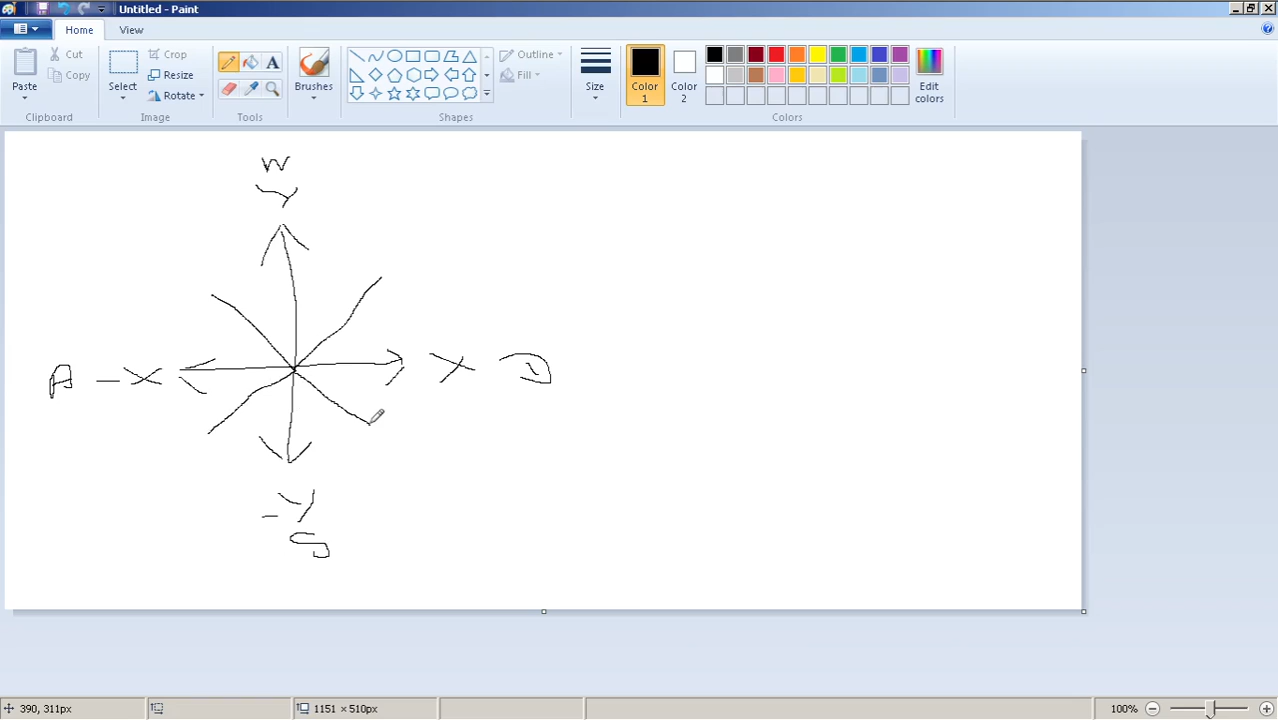 Untitled - Paint
Home
View
Paste
Cut
Copy
Clipboard
Select
Crop
Resize
Rotate
Image
A
Tools
Brushes
Outline
Fill
Shapes
Size
Color 1
Color 2
Edit colors
Colors
W
Y
A -X
X D
-Y
S
390, 311px
1151 × 510px
100%